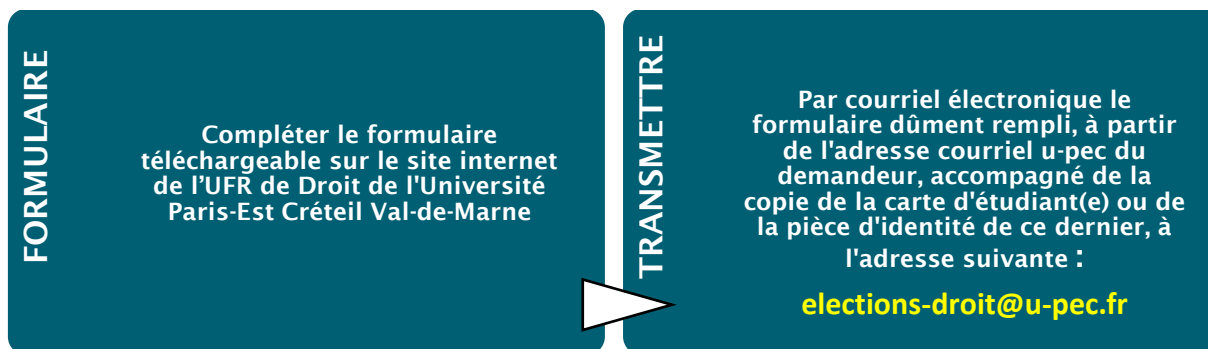 FORMULAIRE
Compléter le formulaire
téléchargeable sur le site internet
de l'UFR de Droit de l'Université
Paris-Est Créteil Val-de-Marne
TRANSMETTRE
Par courriel électronique le
formulaire dûment rempli, à partir
de l'adresse courriel u-pec du
demandeur, accompagné de la
copie de la carte d'étudiant(e) ou de
la pièce d'identité de ce dernier, à
l'adresse suivante :
elections-droit@u-pec.fr